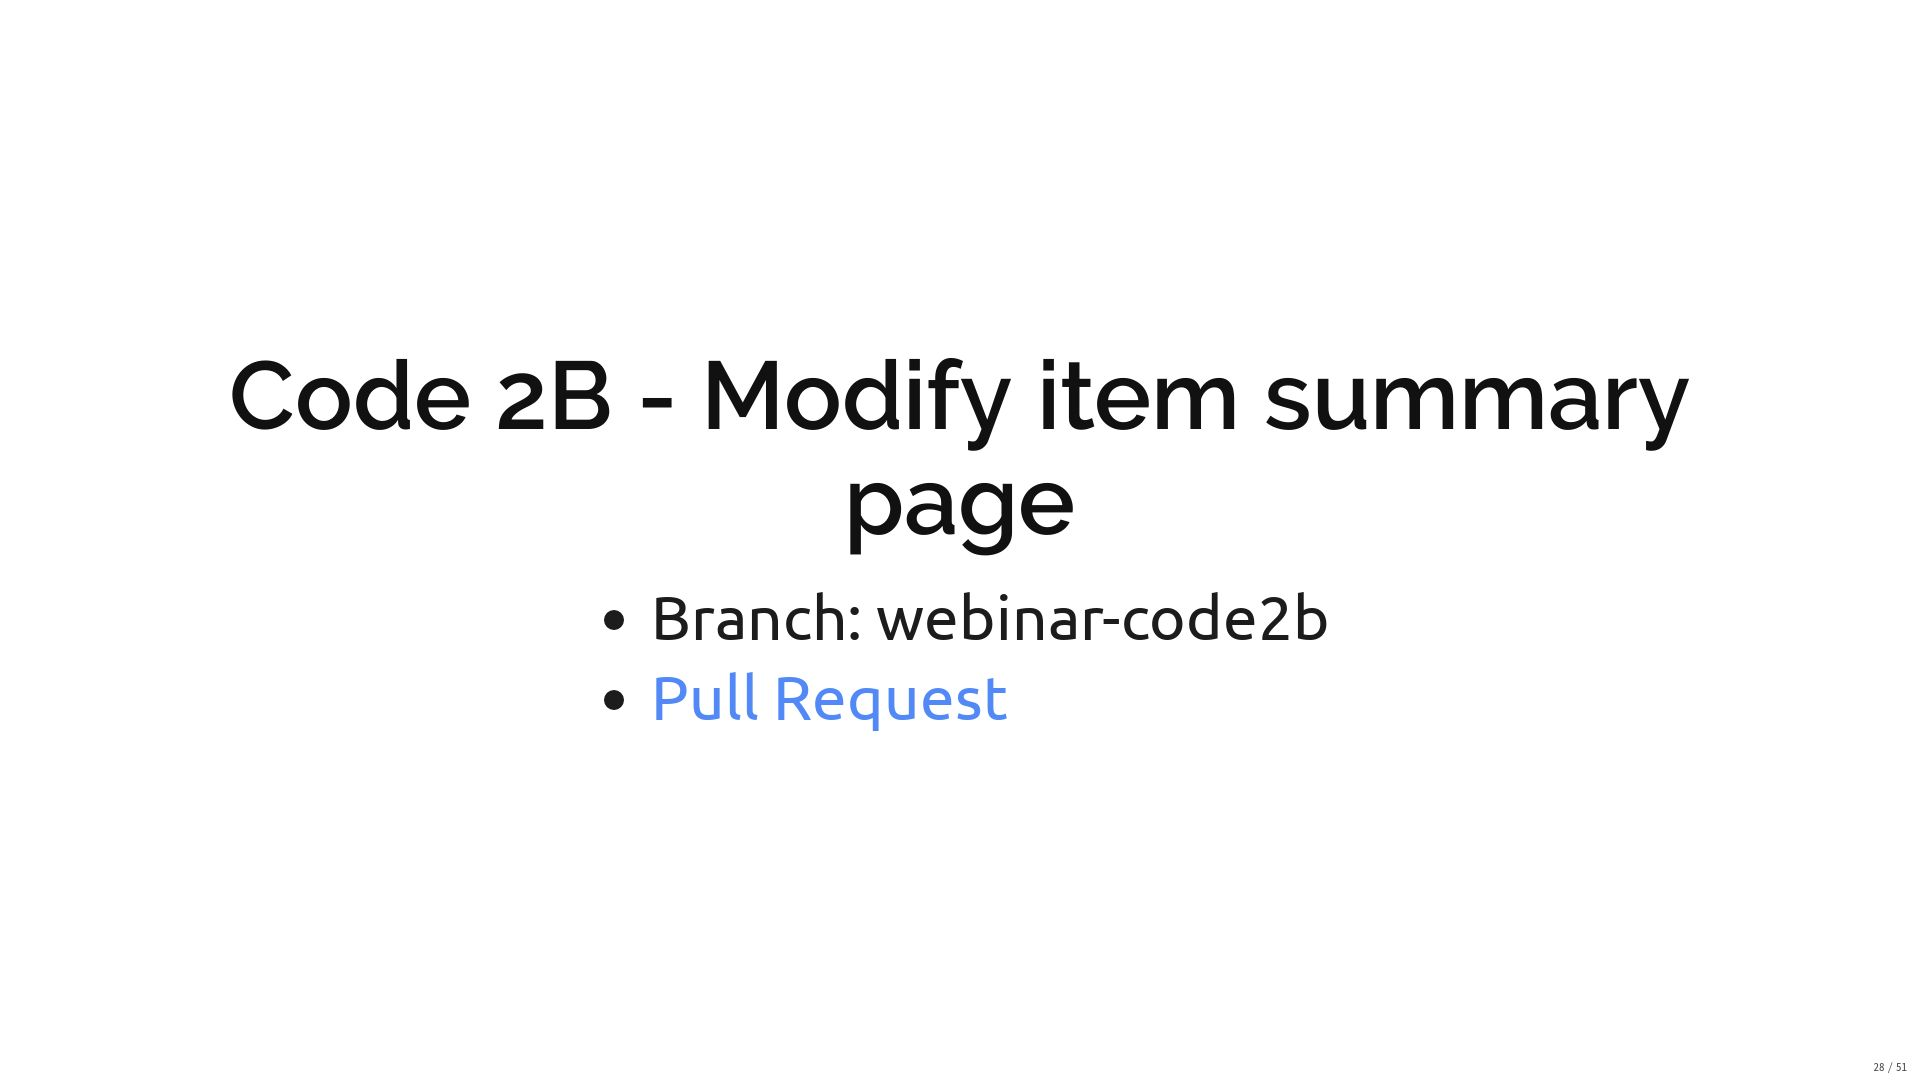 Code 2B - Modify item summary
page
• Branch: webinar-code2b
• Pull Request
28 / 51